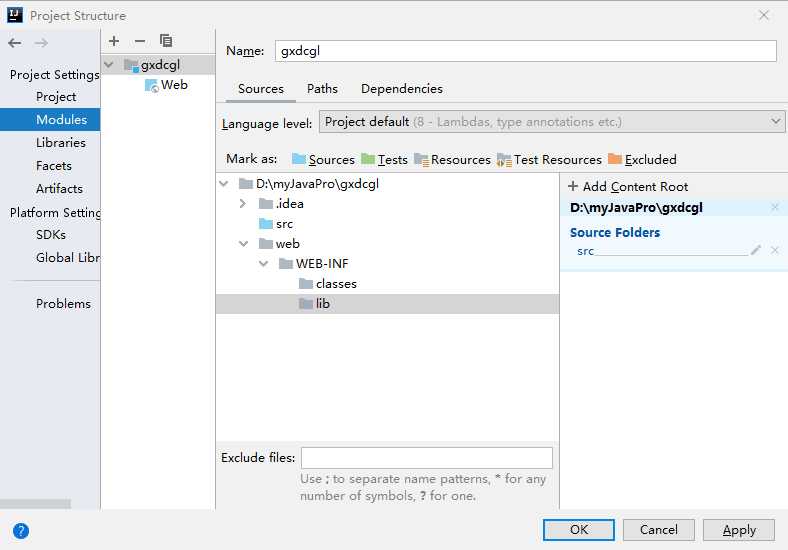 Project Structure
Project Settings
Project
Modules
Libraries
Facets
Artifacts
Platform Setting
SDKs
Global Libr
Problems
gxdcgl
Web
Name: gxdcgl
Sources Paths Dependencies
Language level: Project default (8 - Lambdas, type annotations etc.)
Mark as: Sources Tests Resources Test Resources Excluded
D:\myJavaPro\gxdcgl
.idea
src
web
WEB-INF
classes
lib
+ Add Content Root
D:\myJavaPro\gxdcgl
Source Folders
src
Exclude files:
Use ; to separate name patterns, * for any
number of symbols, ? for one.
?
OK Cancel Apply